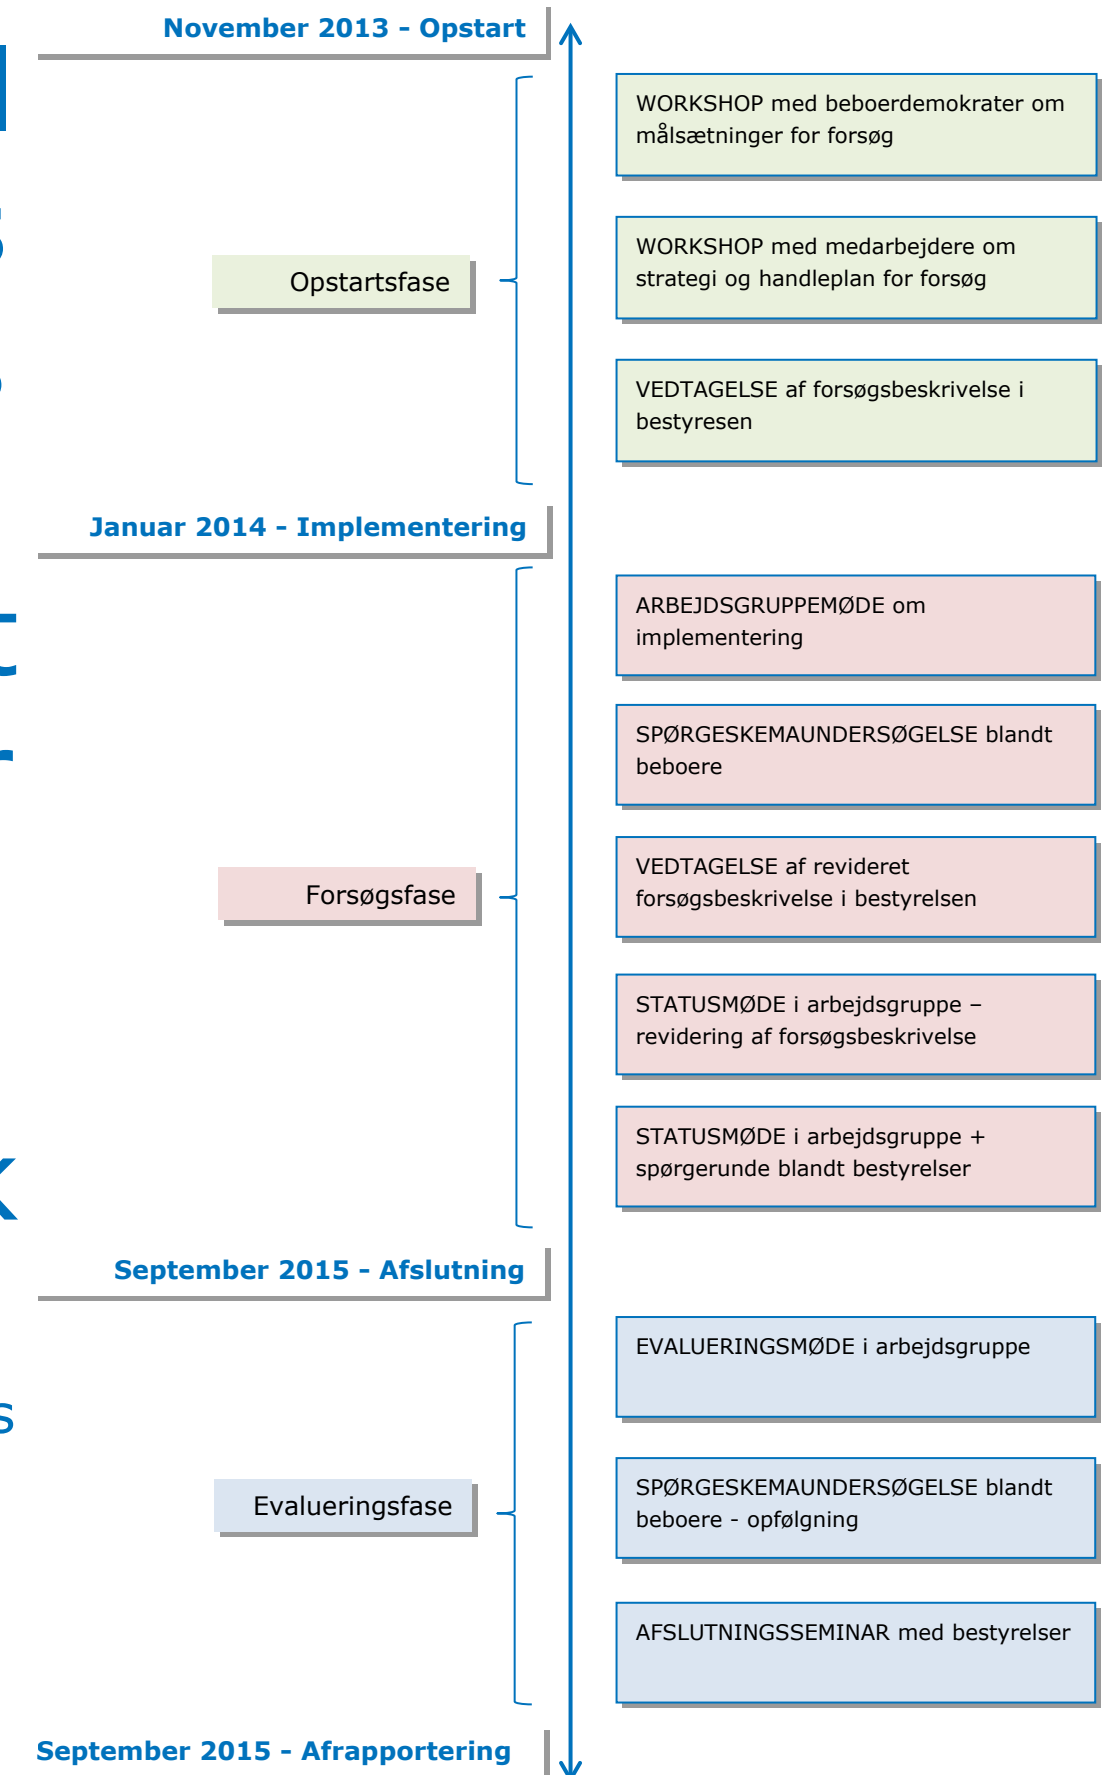 November 2013 - Opstart
WORKSHOP med beboerdemokrater om
målsætninger for forsøg
WORKSHOP med medarbejdere om
strategi og handleplan for forsøg
Opstartsfase
VEDTAGELSE af forsøgsbeskrivelse i
bestyresen
Januar 2014 - Implementering
ARBEJDSGRUPPEMØDE om
implementering
SPØRGESKEMAUNDERSØGELSE blandt
beboere
VEDTAGELSE af revideret
forsøgsbeskrivelse i bestyrelsen
Forsøgsfase
STATUSMØDE i arbejdsgruppe –
revidering af forsøgsbeskrivelse
STATUSMØDE i arbejdsgruppe +
spørgerunde blandt bestyrelser
September 2015 - Afslutning
EVALUERINGSMØDE i arbejdsgruppe
SPØRGESKEMAUNDERSØGELSE blandt
beboere - opfølgning
Evalueringsfase
AFSLUTNINGSSEMINAR med bestyrelser
September 2015 - Afrapportering